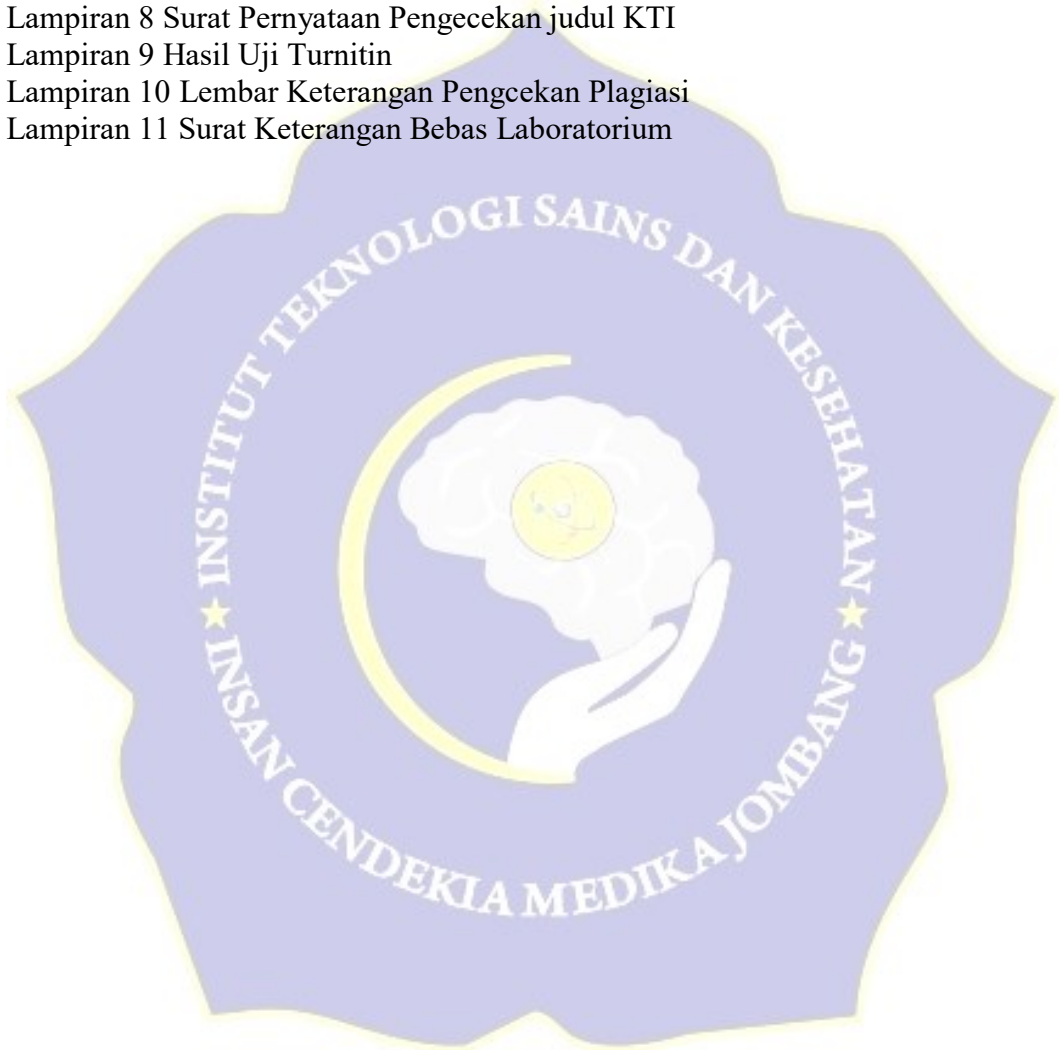 Lampiran 8 Surat Pernyataan Pengecekan judul KTI
Lampiran 9 Hasil Uji Turnitin
Lampiran 10 Lembar Keterangan Pengcekan Plagiasi
Lampiran 11 Surat Keterangan Bebas Laboratorium
INSTITUT TEKNOLOGI SAINS DAN KESEHATAN
INSAN CENDEKIA MEDIKA JOMBANG